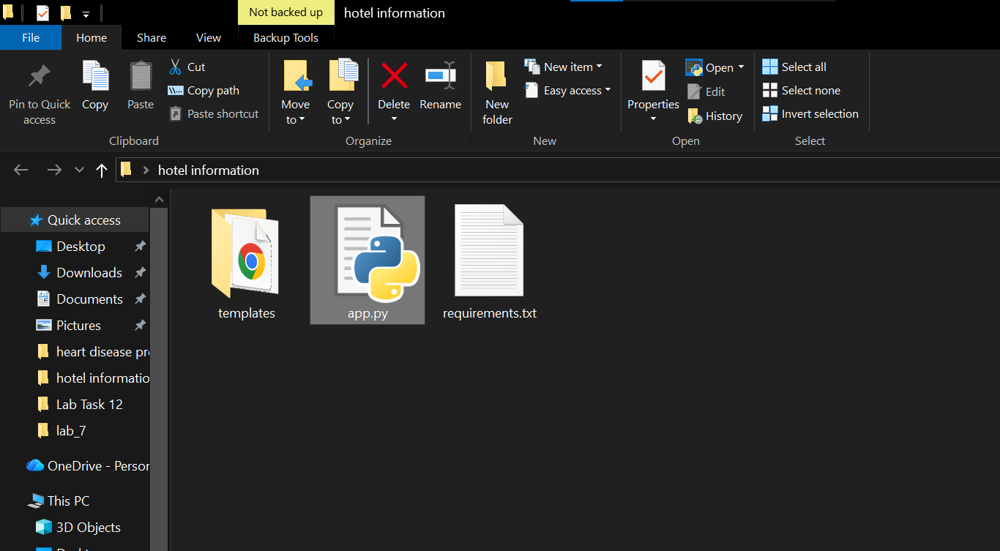 Not backed up
hotel information
File
Home
Share
View
Backup Tools
Pin to Quick
access
Copy
Paste
Cut
Copy path
Paste shortcut
Clipboard
Move
to
Copy
to
Delete
Rename
Organize
New
folder
New item
Easy access
New
Properties
Open
Edit
History
Open
Select all
Select none
Invert selection
Select
hotel information
Quick access
Desktop
Downloads
Documents
Pictures
heart disease pr
hotel informatio
Lab Task 12
lab_7
OneDrive - Person
This PC
3D Objects
templates
app.py
requirements.txt